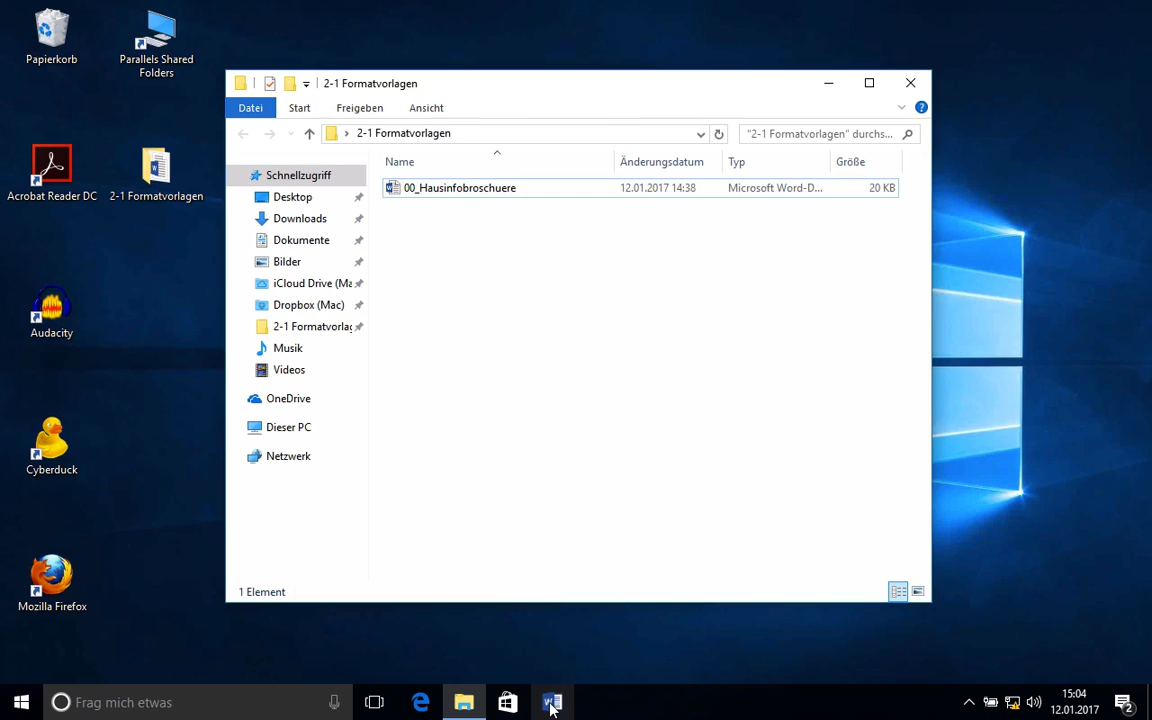 Papierkorb
Parallels Shared
Folders
Acrobat Reader DC
2-1 Formatvorlagen
Audacity
Cyberduck
Mozilla Firefox
2-1 Formatvorlagen
Datei Start Freigeben Ansicht
2-1 Formatvorlagen
"2-1 Formatvorlagen" durchs...
Name Änderungsdatum Typ Größe
00_Hausinfobroschuere 12.01.2017 14:38 Microsoft Word-D... 20 KB
Schnellzugriff
Desktop
Downloads
Dokumente
Bilder
iCloud Drive (Ma
Dropbox (Mac)
2-1 Formatvorlag
Musik
Videos
OneDrive
Dieser PC
Netzwerk
1 Element
Frag mich etwas
15:04
12.01.2017
2